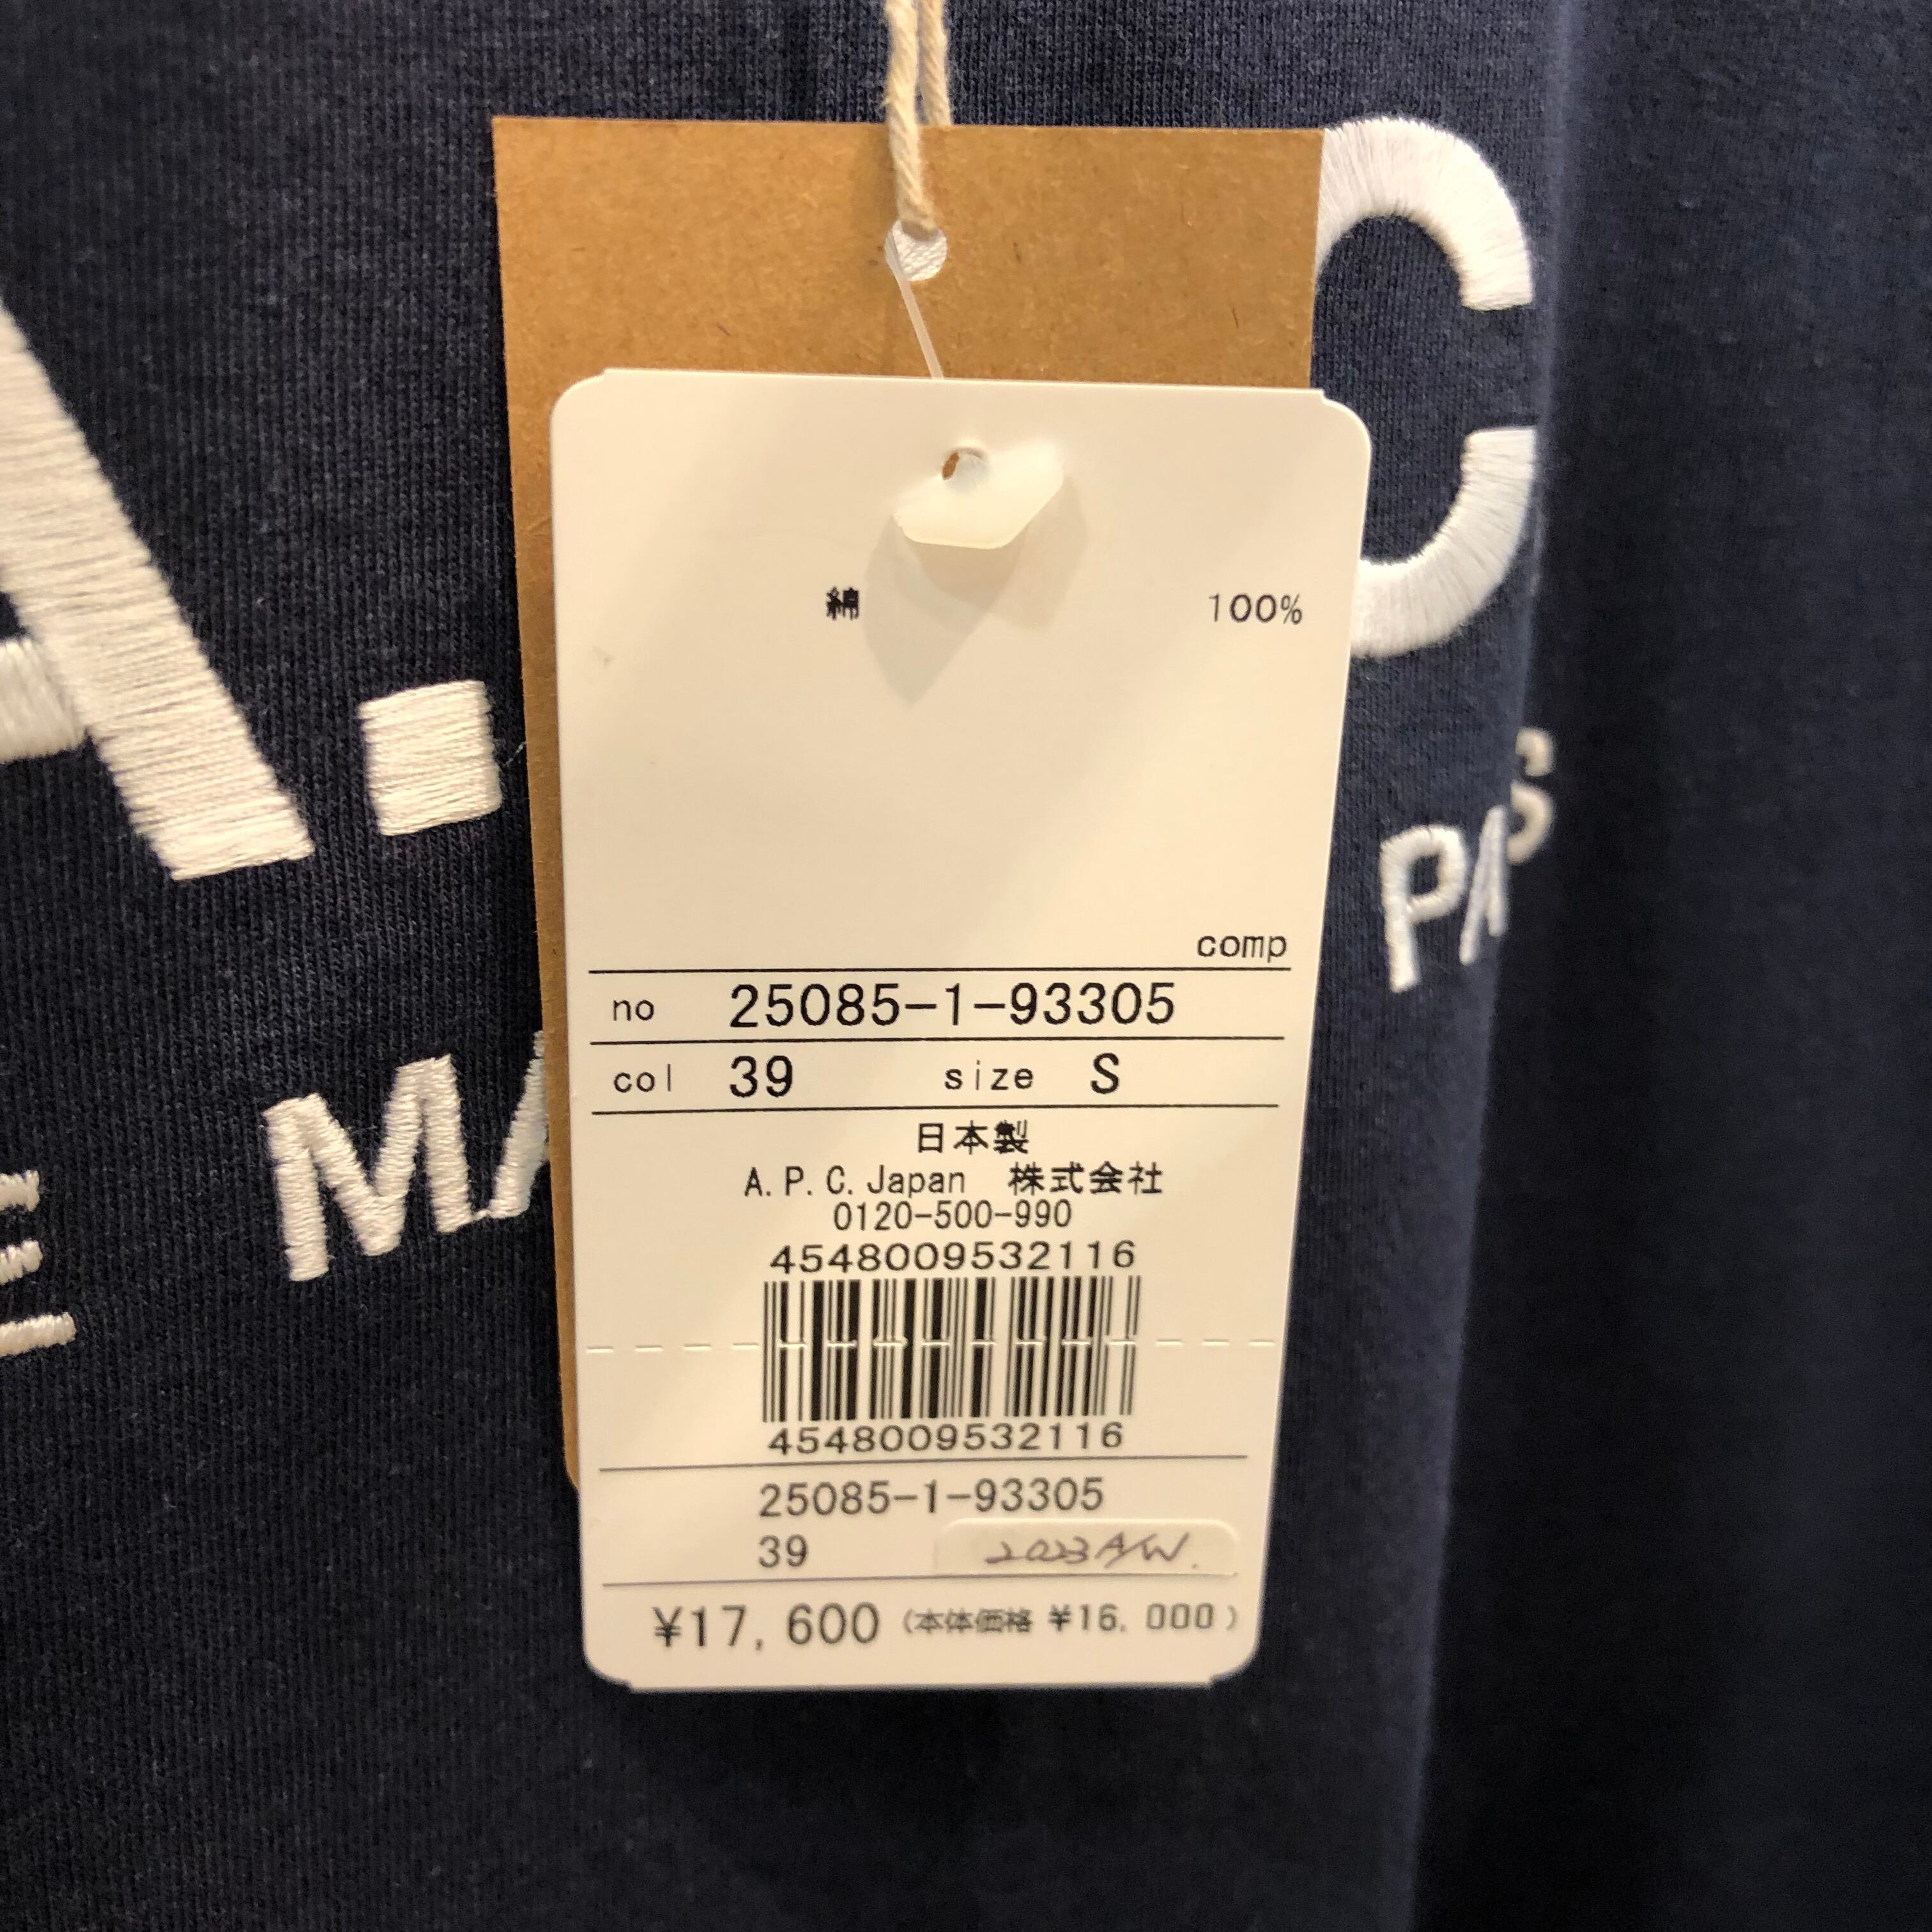 A. C
MA PA S
E
綿 100%
comp
no 25085-1-93305
col 39 size S
日本製
A.P.C.Japan 株式会社
0120-500-990
4548009532116
4548009532116
25085-1-93305
39 2023 A/W.
¥17,600 (本体価格 ¥16,000)